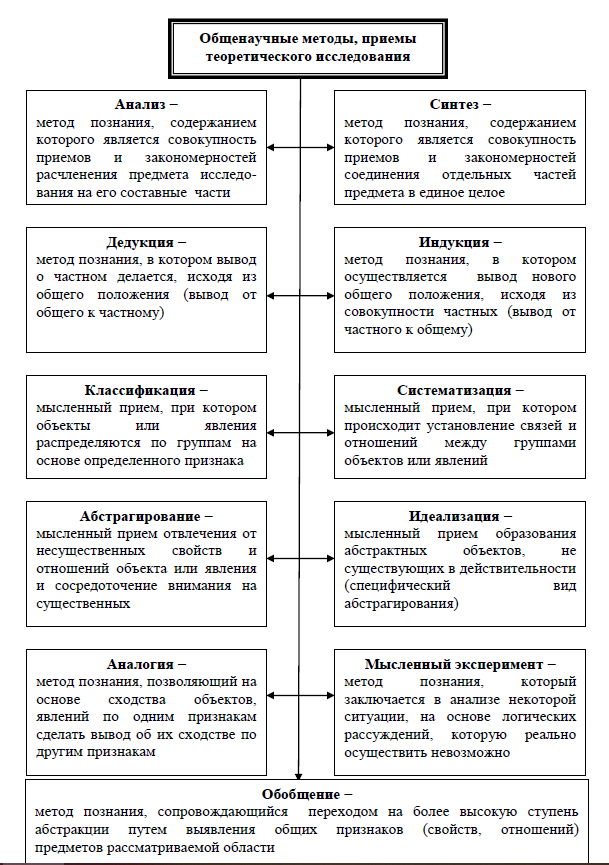 Общенаучные методы, приемы
теоретического исследования
Анализ –
метод познания, содержанием
которого является совокупность
приемов и закономерностей
расчленения предмета исследо-
вания на его составные части
Синтез –
метод познания, содержанием
которого является совокупность
приемов и закономерностей
соединения отдельных частей
предмета в единое целое
Дедукция –
метод познания, в котором вывод
о частном делается, исходя из
общего положения (вывод от
общего к частному)
Индукция –
метод познания, в котором
осуществляется вывод нового
общего положения, исходя из
совокупности частных (вывод от
частного к общему)
Классификация –
мысленный прием, при котором
объекты или явления
распределяются по группам на
основе определенного признака
Систематизация –
мысленный прием, при котором
происходит установление связей и
отношений между группами
объектов или явлений
Абстрагирование –
мысленный прием отвлечения от
несущественных свойств и
отношений объекта или явления
и сосредоточение внимания на
существенных
Идеализация –
мысленный прием образования
абстрактных объектов, не
существующих в действительности
(специфический вид
абстрагирования)
Аналогия –
метод познания, позволяющий на
основе сходства объектов,
явлений по одним признакам
сделать вывод об их сходстве по
другим признакам
Мысленный эксперимент –
метод познания, который
заключается в анализе некоторой
ситуации, на основе логических
рассуждений, которую реально
осуществить невозможно
Обобщение –
метод познания, сопровождающийся переходом на более высокую ступень
абстракции путем выявления общих признаков (свойств, отношений)
предметов рассматриваемой области